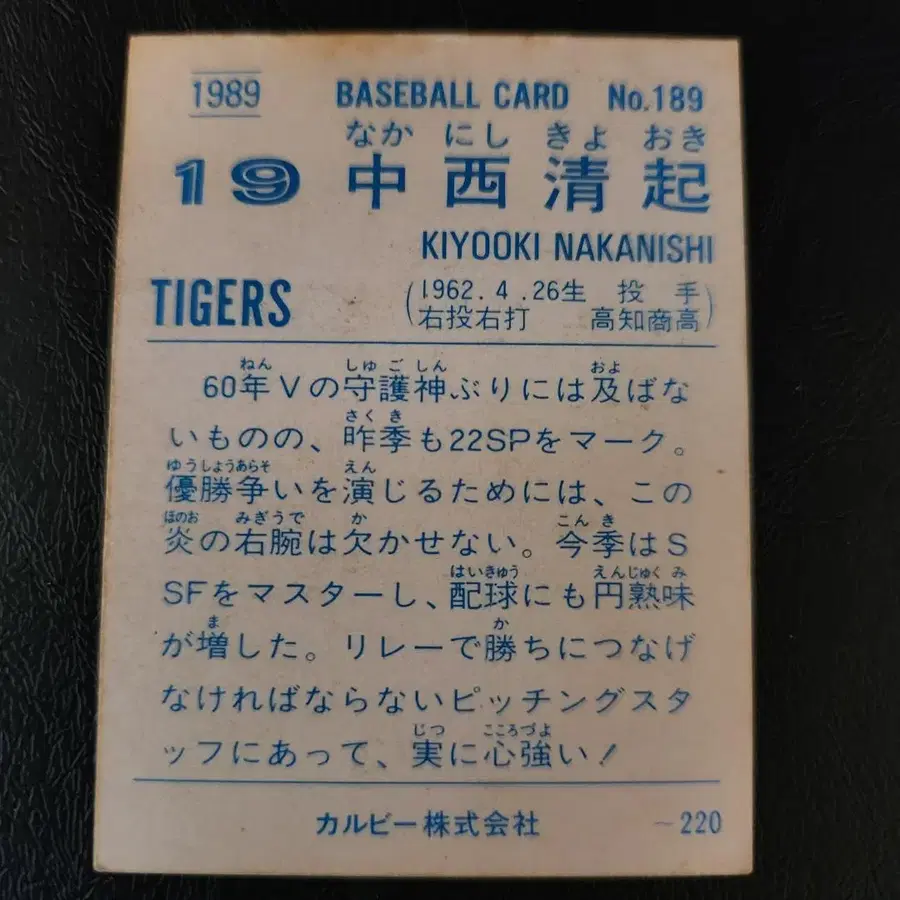 1989 BASEBALL CARD No.189
なか にし きよ おき
19 中西清起
KIYOOKI NAKANISHI
TIGERS
(1962.4.26生 投手
右投右打 高知商高)
ねん しゅごしん およ
60年Vの守護神ぶりには及ばな
さくき
いものの、昨季も22SPをマーク。
ゆうしょうあらそ えん
優勝争いを演じるためには、この
ほのお みぎうで か こんき
炎の右腕は欠かせない。今季はS
はいきゅう えんじゅくみ
SFをマスターし、配球にも円熟味
ま か
が増した。リレーで勝ちにつなげ
なければならないピッチングスタ
じつ こころづよ
ッフにあって、実に心強い!
カルビー株式会社 -220